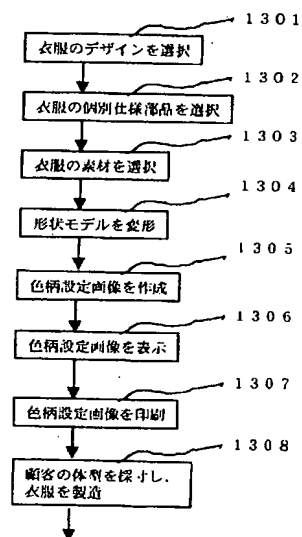 1301
衣服のデザインを選択
1302
衣服の個別仕様部品を選択
1303
衣服の素材を選択
1304
形状モデルを変形
1305
色柄設定画像を作成
1306
色柄設定画像を表示
1307
色柄設定画像を印刷
1308
顧客の体型を採寸し、
衣服を製造